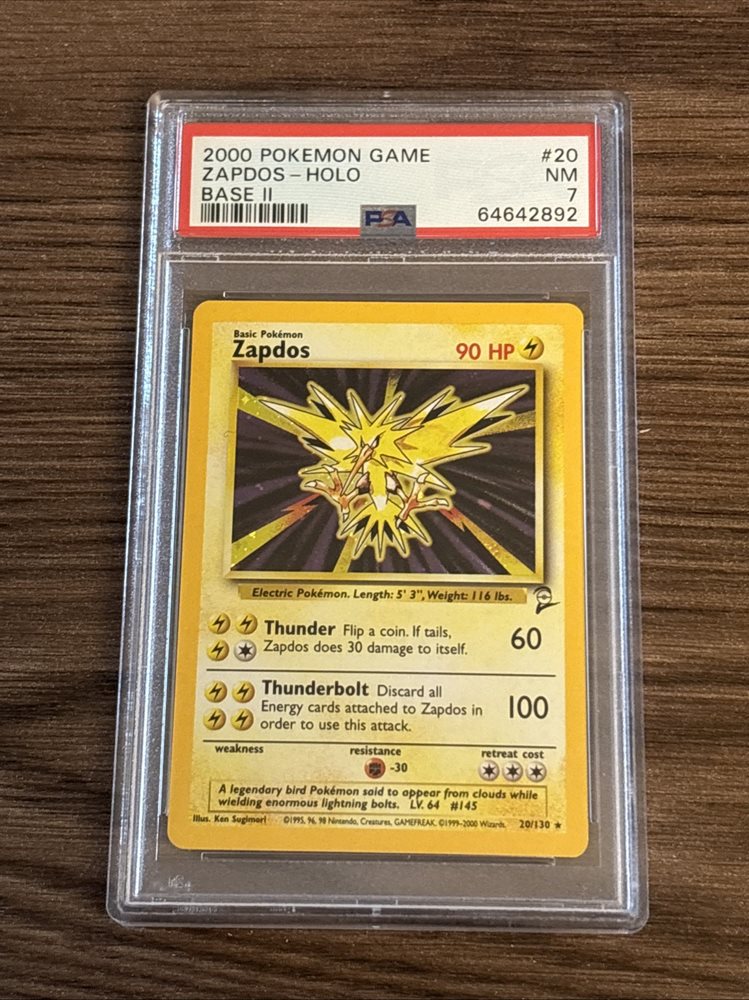 2000 POKEMON GAME #20
ZAPDOS - HOLO NM
BASE II 7
PSA 64642892
Basic Pokémon
Zapdos 90 HP
Electric Pokémon. Length: 5' 3", Weight: 116 lbs.
Thunder Flip a coin. If tails,
Zapdos does 30 damage to itself. 60
Thunderbolt Discard all
Energy cards attached to Zapdos in
order to use this attack. 100
weakness resistance retreat cost
-30
A legendary bird Pokémon said to appear from clouds while
wielding enormous lightning bolts. LV. 64 #145
Illus. Ken Sugimori ©1995, 96, 98 Nintendo, Creatures, GAMEFREAK. ©1999-2000 Wizards. 20/130 ★